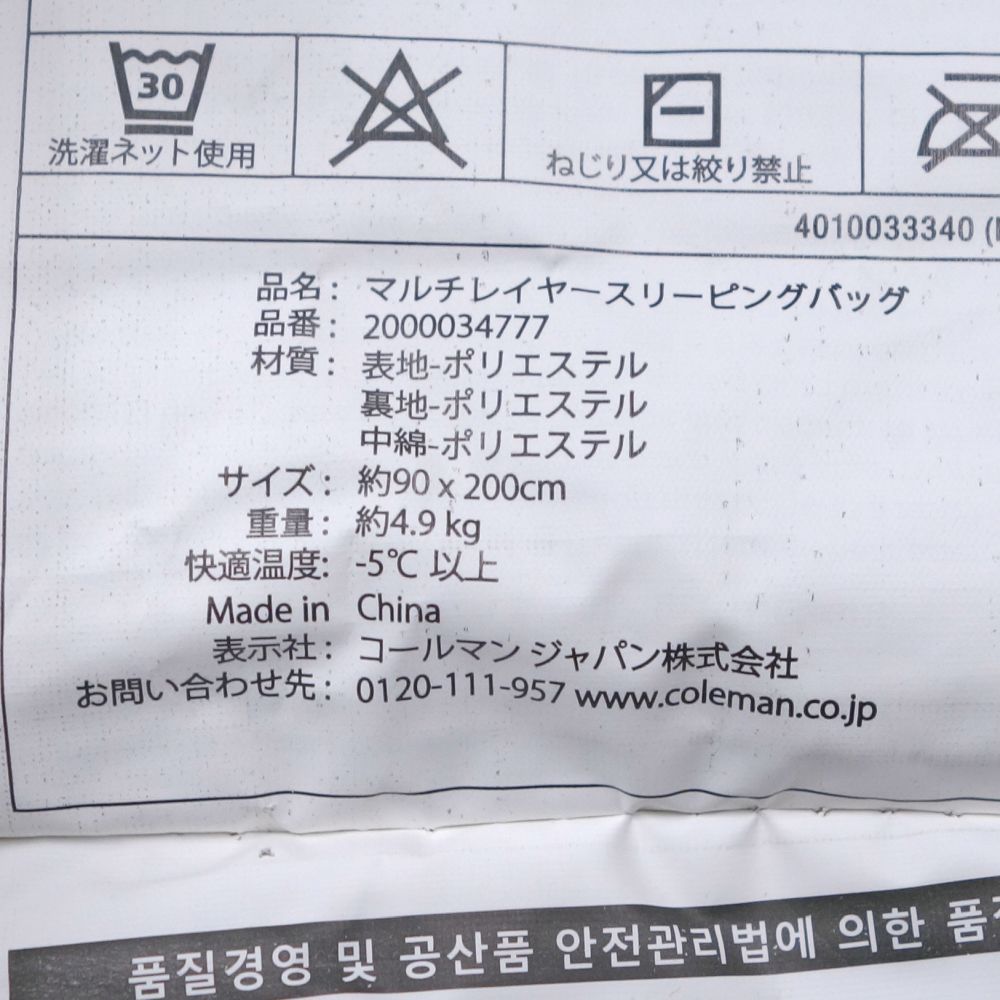 30
洗濯ネット使用
ねじり又は絞り禁止
4010033340
品名: マルチレイヤースリーピングバッグ
品番: 2000034777
材質: 表地-ポリエステル
裏地-ポリエステル
中綿-ポリエステル
サイズ: 約90 x 200cm
重量: 約4.9 kg
快適温度: -5℃ 以上
Made in China
表示社: コールマン ジャパン株式会社
お問い合わせ先: 0120-111-957 www.coleman.co.jp
품질경영 및 공산품 안전관리법에 의한